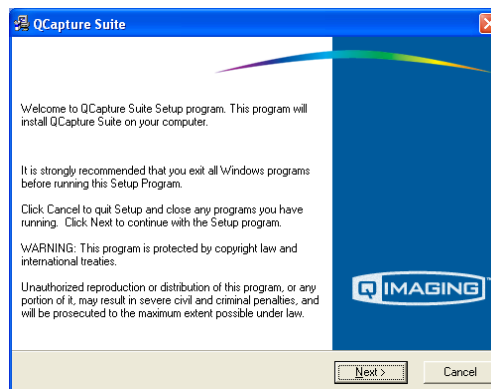 QCapture Suite
Welcome to QCapture Suite Setup program. This program will
install QCapture Suite on your computer.
It is strongly recommended that you exit all Windows programs
before running this Setup Program.
Click Cancel to quit Setup and close any programs you have
running. Click Next to continue with the Setup program.
WARNING: This program is protected by copyright law and
international treaties.
Unauthorized reproduction or distribution of this program, or any
portion of it, may result in severe civil and criminal penalties, and
will be prosecuted to the maximum extent possible under law.
Q IMAGING™
Next >
Cancel